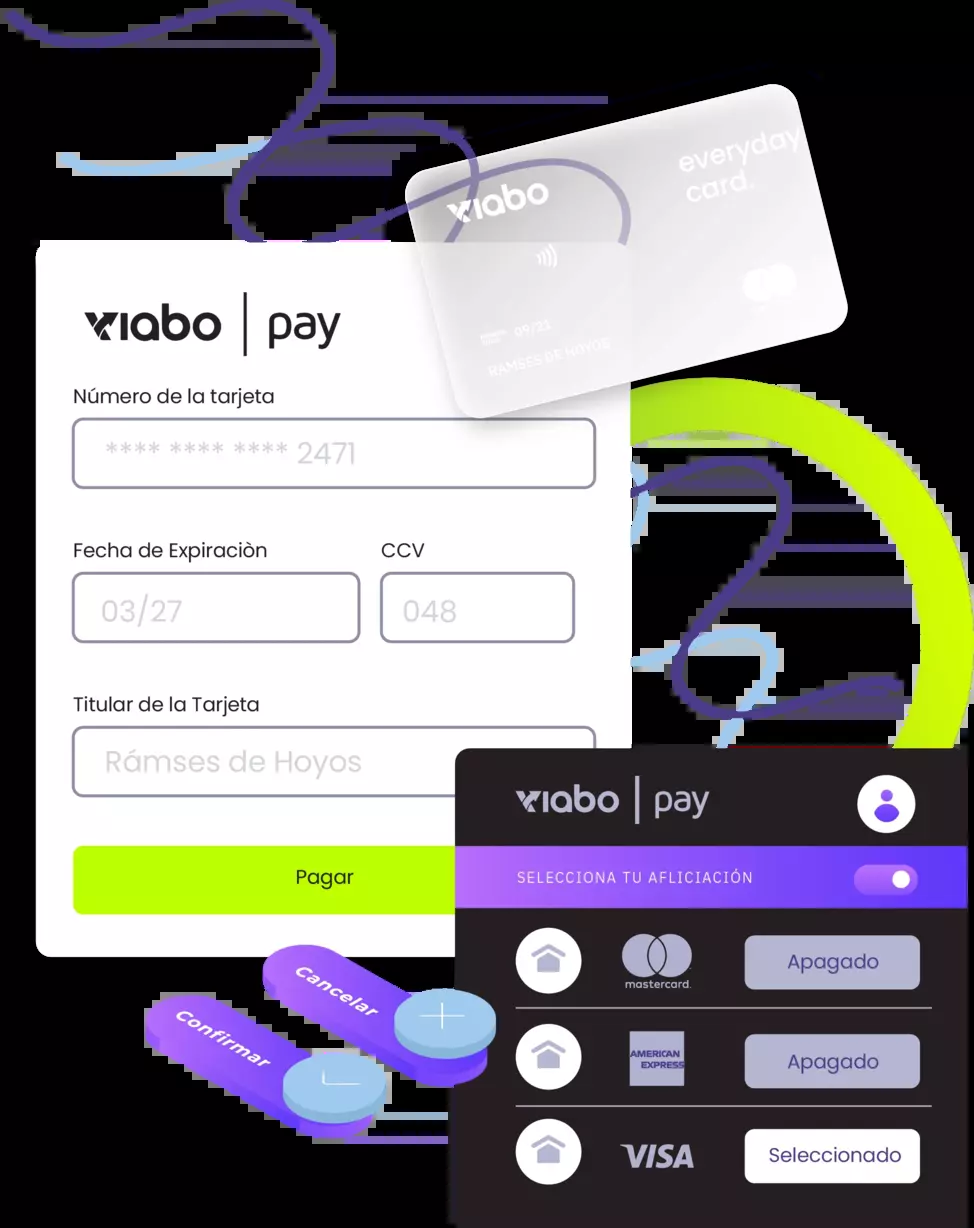 viabo
everyday
card.
09/21
RAMSES DE HOYOS
viabo | pay
Número de la tarjeta
**** **** **** 2471
Fecha de Expiraciòn
CCV
03/27
048
Titular de la Tarjeta
Rámses de Hoyos
Pagar
Cancelar
Confirmar
viabo | pay
SELECCIONA TU AFLICIACIÓN
mastercard.
Apagado
AMERICAN
EXPRESS
Apagado
VISA
Seleccionado